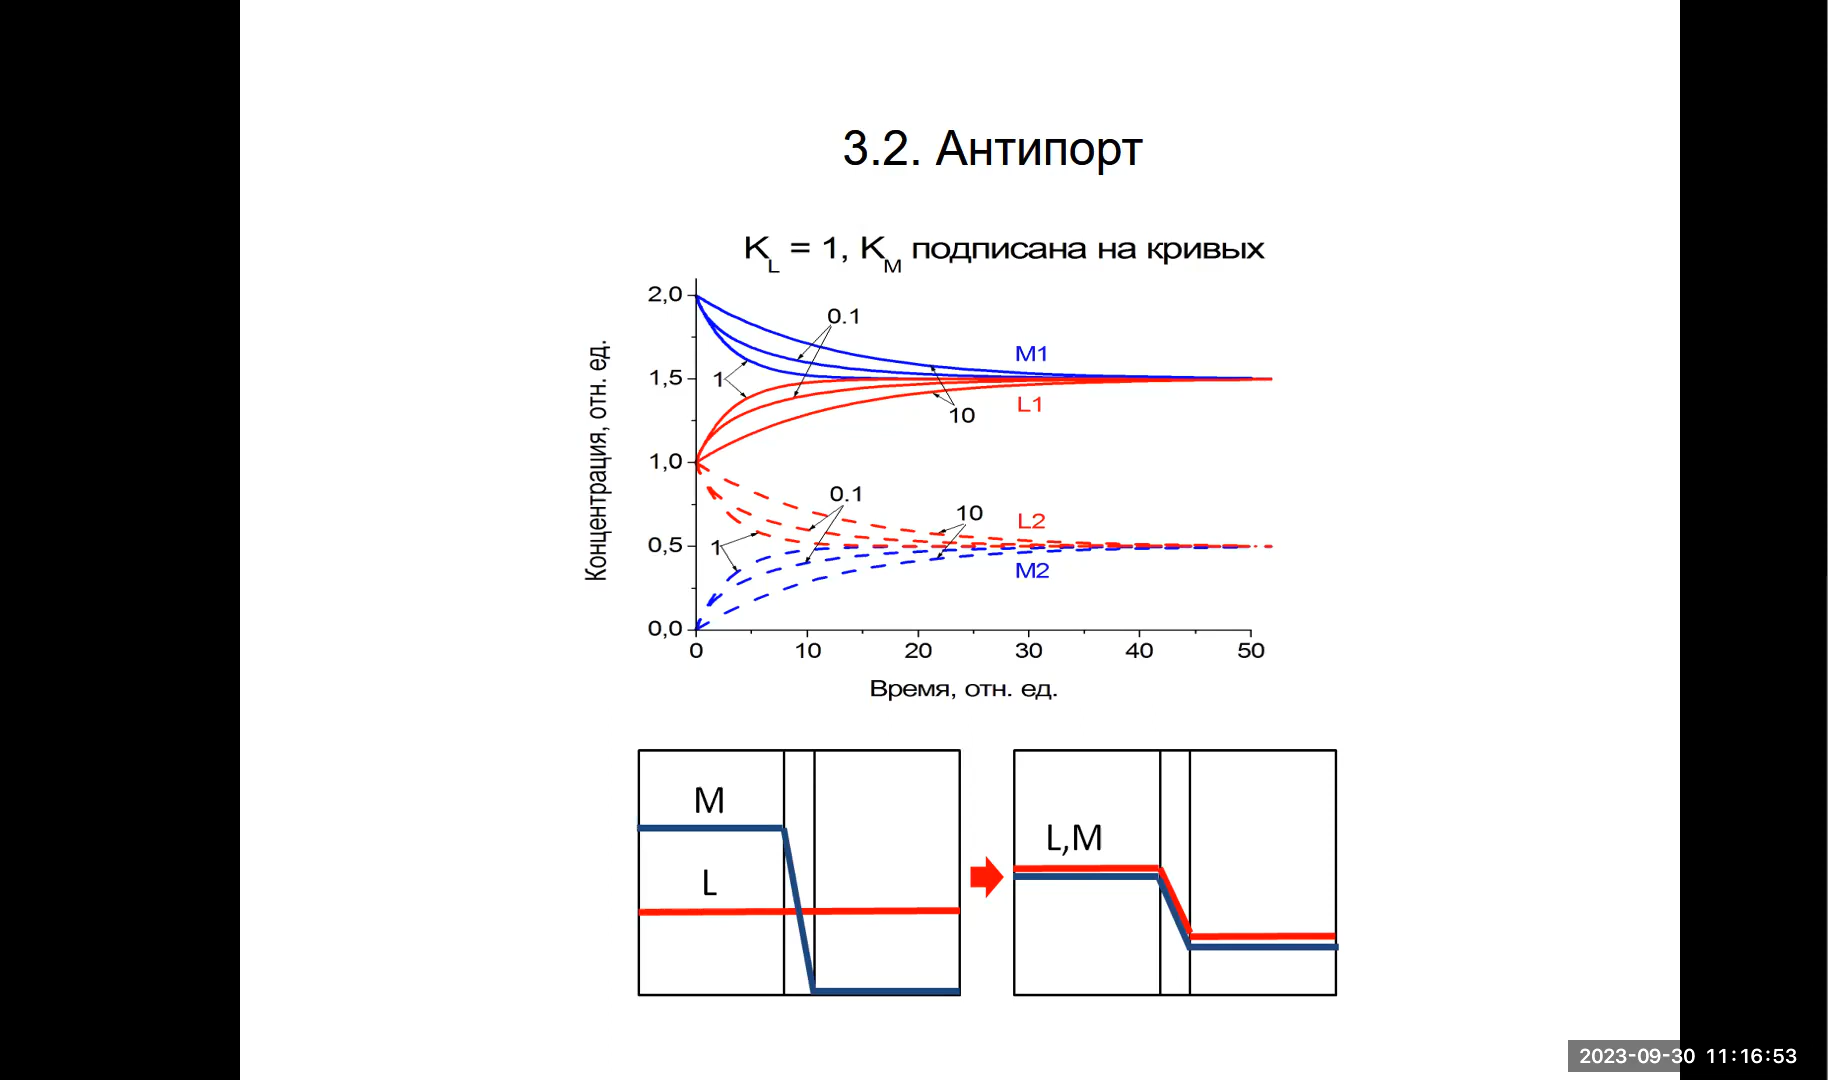 3.2. Антипорт
K_L = 1, K_M подписана на кривых
Концентрация, отн. ед.
2,0
1,5
1,0
0,5
0,0
0.1
M1
1
10
L1
0.1
10
L2
1
M2
0 10 20 30 40 50
Время, отн. ед.
M
L
L,M
2023-09-30 11:16:53